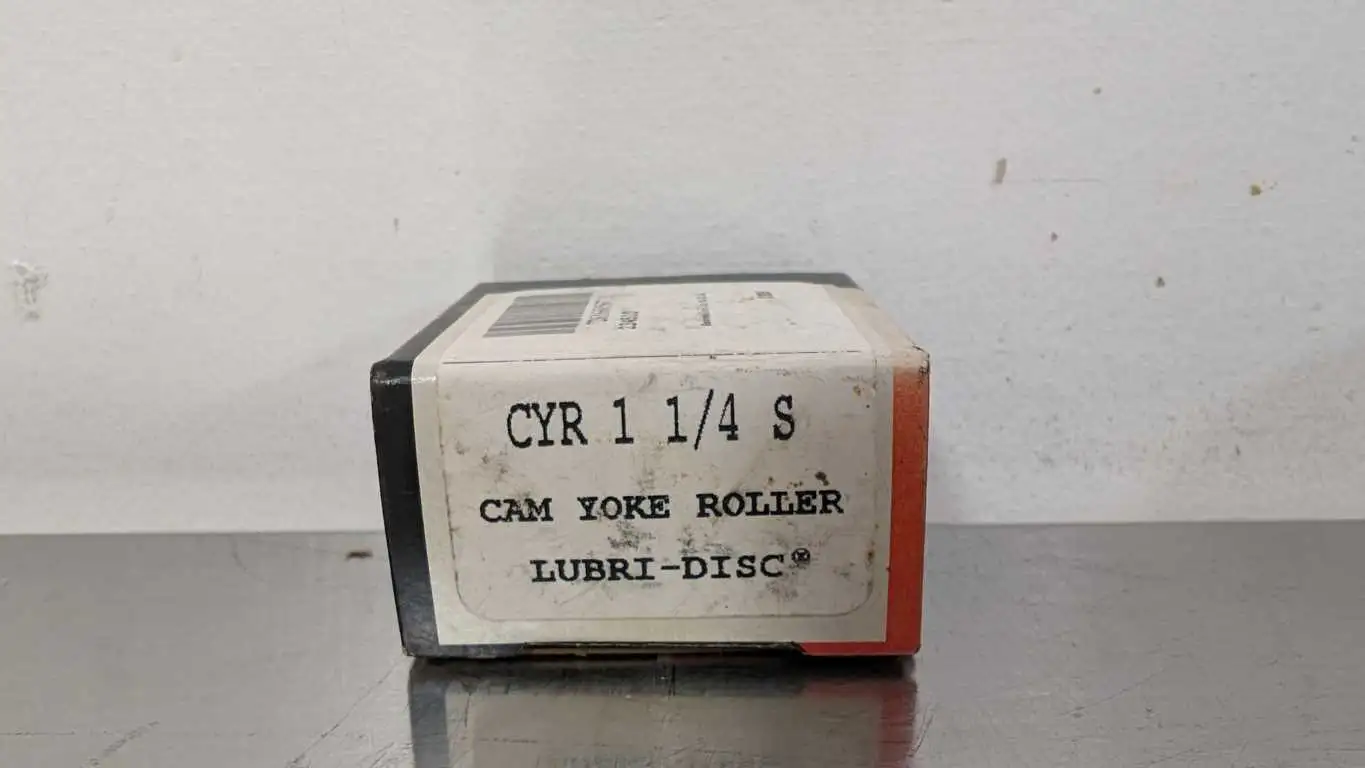 CYR 1 1/4 S
CAM YOKE ROLLER
LUBRI-DISC®